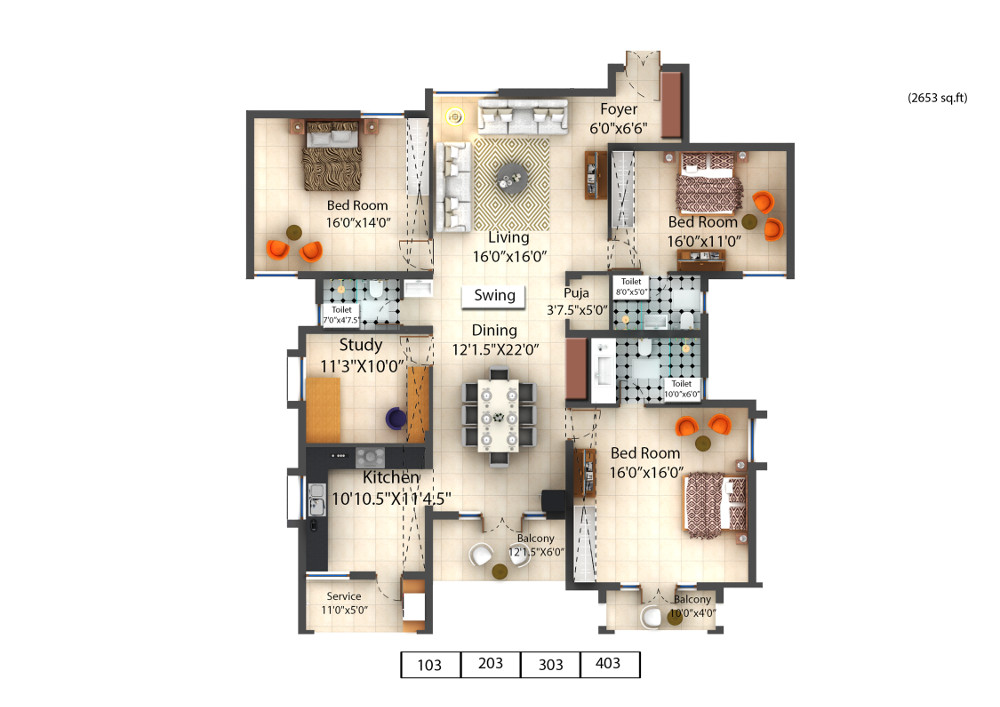 (2653 sq.ft)
Foyer
6'0"x6'6"
Bed Room
16'0"x14'0"
Living
16'0"x16'0"
Bed Room
16'0"x11'0"
Toilet
7'0"x4'7.5"
Swing
Puja
3'7.5"x5'0"
Toilet
8'0"x5'0"
Study
11'3"X10'0"
Dining
12'1.5"X22'0"
Toilet
10'0"x6'0"
Kitchen
10'10.5"X11'4.5"
Bed Room
16'0"x16'0"
Balcony
12'1.5"X6'0"
Service
11'0"x5'0"
Balcony
10'0"x4'0"
103 203 303 403